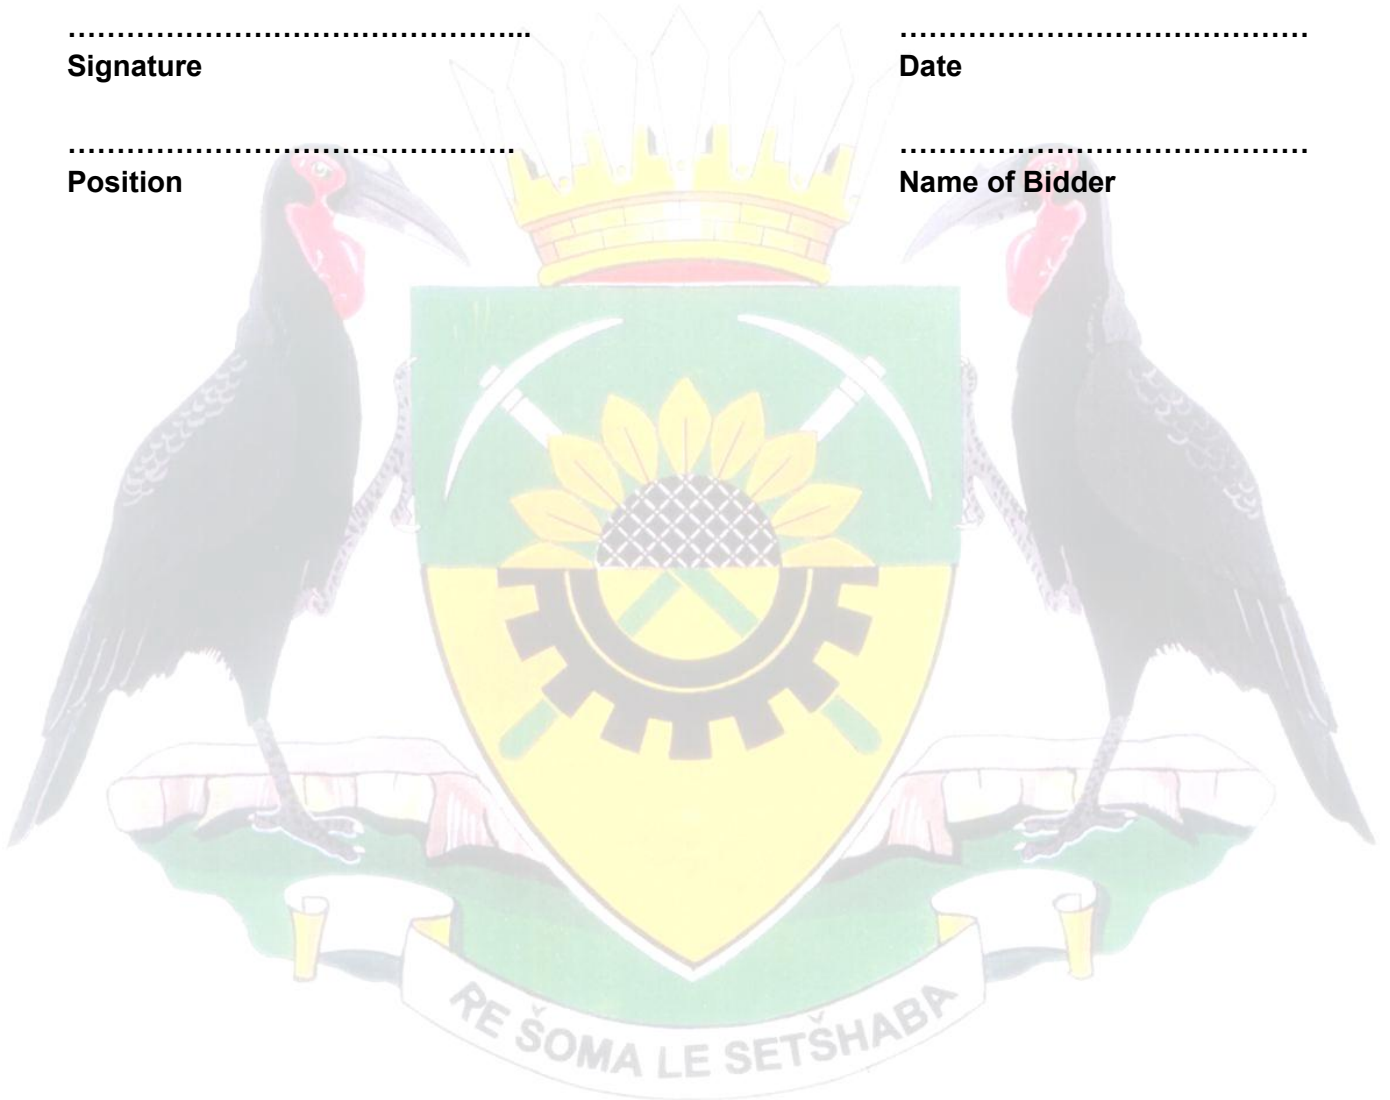 ………………………………………... ……………………………………
Signature Date
………………………………………. ……………………………………
Position Name of Bidder
RE ŠOMA LE SETŠHABA